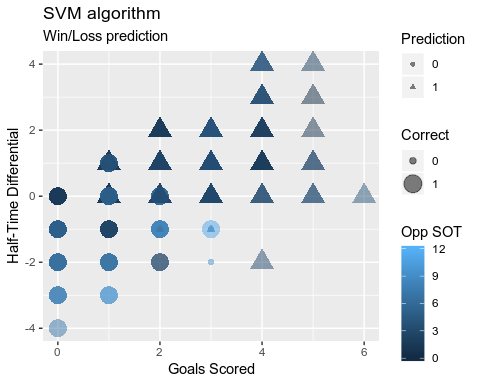 SVM algorithm
Win/Loss prediction
Half-Time Differential
4
2
0
-2
-4
0
2
4
6
Goals Scored
Prediction
0
1
Correct
0
1
Opp SOT
12
9
6
3
0